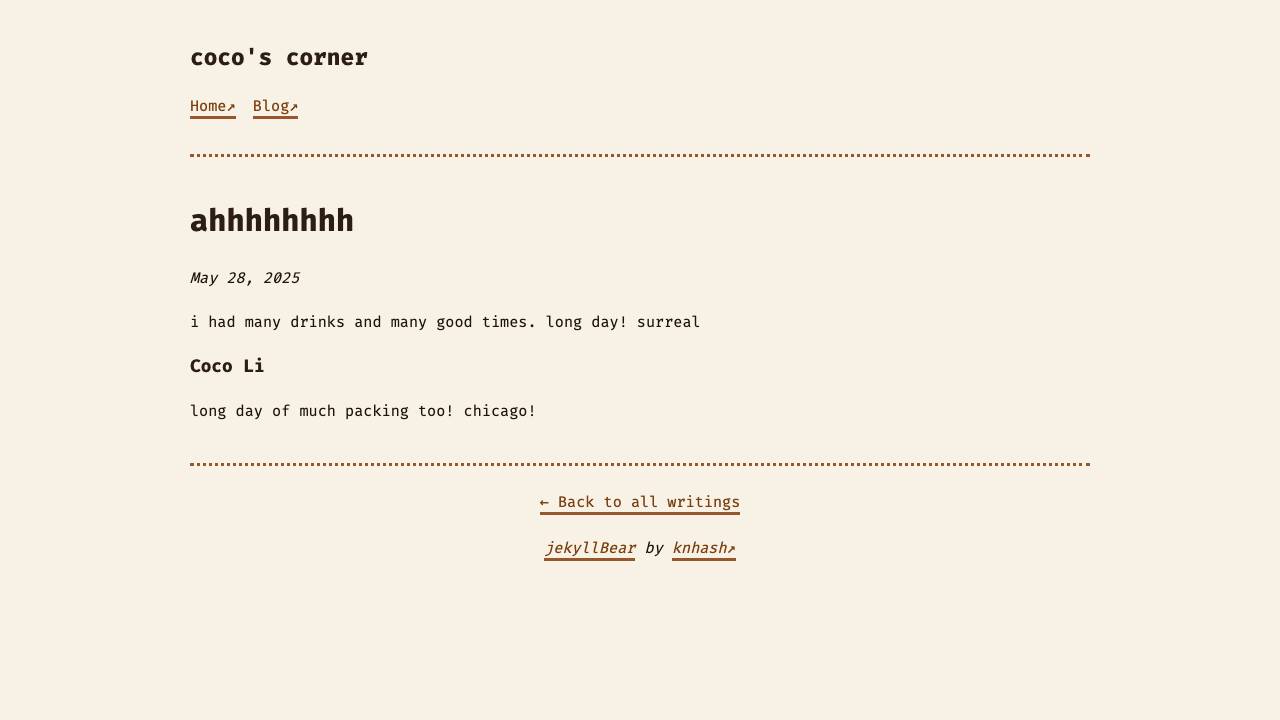 coco's corner
Home↗ Blog↗
ahhhhhhhh
May 28, 2025
i had many drinks and many good times. long day! surreal
Coco Li
long day of much packing too! chicago!
← Back to all writings
jekyllBear by knhash↗